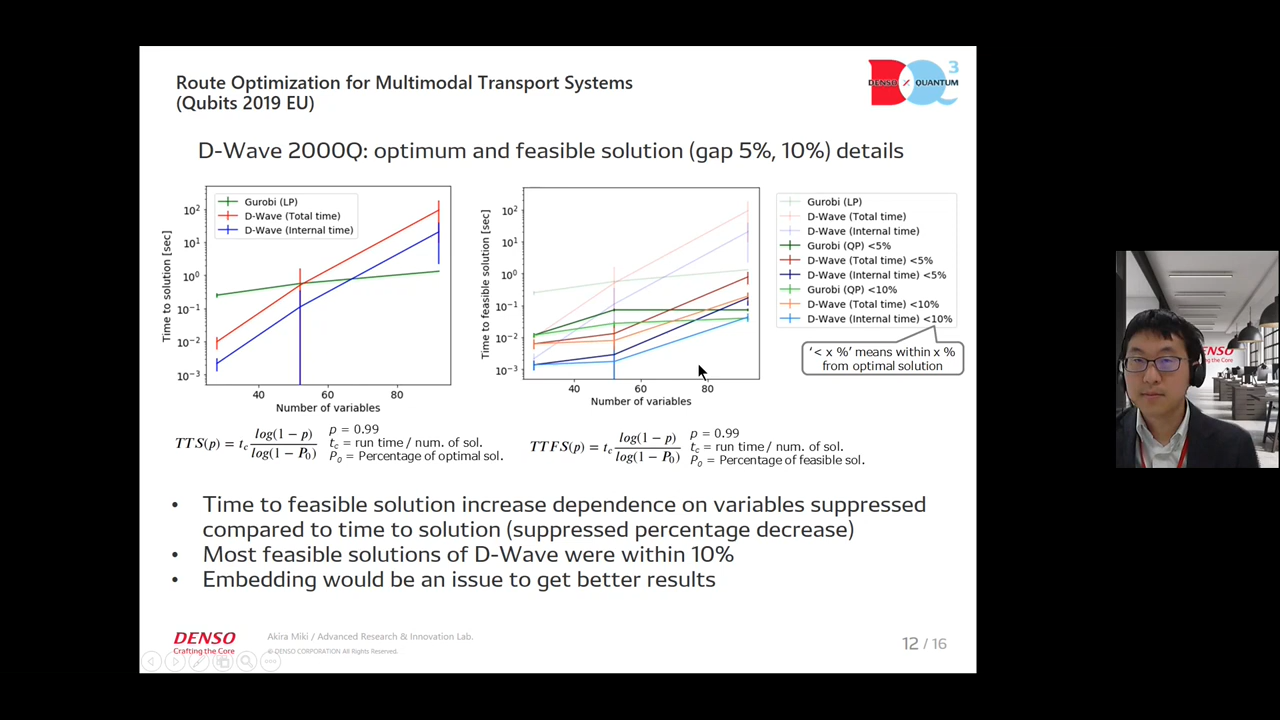 Route Optimization for Multimodal Transport Systems
(Qubits 2019 EU)
DENSO × QUANTUM 3
D-Wave 2000Q: optimum and feasible solution (gap 5%, 10%) details
Time to solution [sec]
10² 10¹ 10⁰ 10⁻¹ 10⁻² 10⁻³
Gurobi (LP)
D-Wave (Total time)
D-Wave (Internal time)
40 60 80
Number of variables
Time to feasible solution [sec]
10² 10¹ 10⁰ 10⁻¹ 10⁻² 10⁻³
40 60 80
Number of variables
Gurobi (LP)
D-Wave (Total time)
D-Wave (Internal time)
Gurobi (QP) <5%
D-Wave (Total time) <5%
D-Wave (Internal time) <5%
Gurobi (QP) <10%
D-Wave (Total time) <10%
D-Wave (Internal time) <10%
'< x %' means within x %
from optimal solution
TTS(p) = t_c log(1 − p) / log(1 − P₀)
p = 0.99
t_c = run time / num. of sol.
P₀ = Percentage of optimal sol.
TTFS(p) = t_c log(1 − p) / log(1 − P₀)
p = 0.99
t_c = run time / num. of sol.
P₀ = Percentage of feasible sol.
• Time to feasible solution increase dependence on variables suppressed
compared to time to solution (suppressed percentage decrease)
• Most feasible solutions of D-Wave were within 10%
• Embedding would be an issue to get better results
DENSO
Crafting the Core
Akira Miki / Advanced Research & Innovation Lab.
© DENSO CORPORATION All Rights Reserved.
12 / 16
DENSO
Crafting the Core